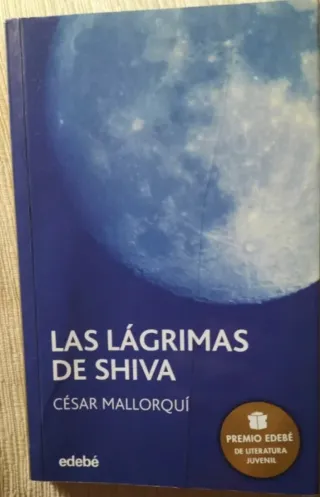 LAS LÁGRIMAS
DE SHIVA
CÉSAR MALLORQUÍ
PREMIO EDEBÉ
DE LITERATURA
JUVENIL
edebé